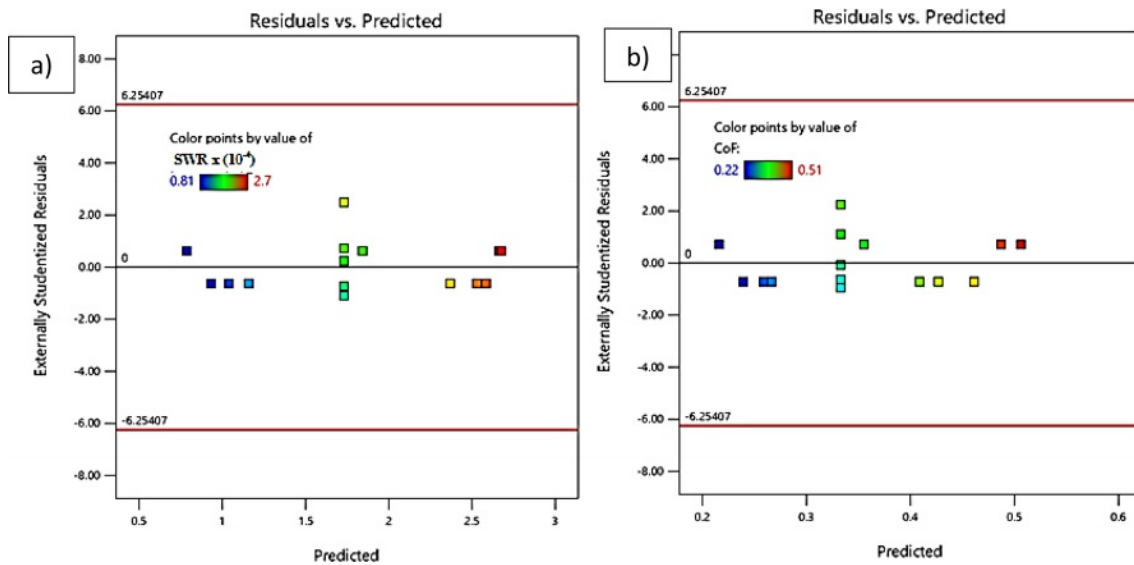 Residuals vs. Predicted
a)
Externally Studentized Residuals
8.00
6.00
4.00
2.00
0.00
-2.00
-4.00
-6.00
-8.00
6.25407
Color points by value of
SWR x (10⁻⁴)
0.81 2.7
0
-6.25407
0.5 1 1.5 2 2.5 3
Predicted
Residuals vs. Predicted
b)
Externally Studentized Residuals
6.00
4.00
2.00
0.00
-2.00
-4.00
-6.00
-8.00
6.25407
Color points by value of
CoF:
0.22 0.51
0
-6.25407
0.2 0.3 0.4 0.5 0.6
Predicted